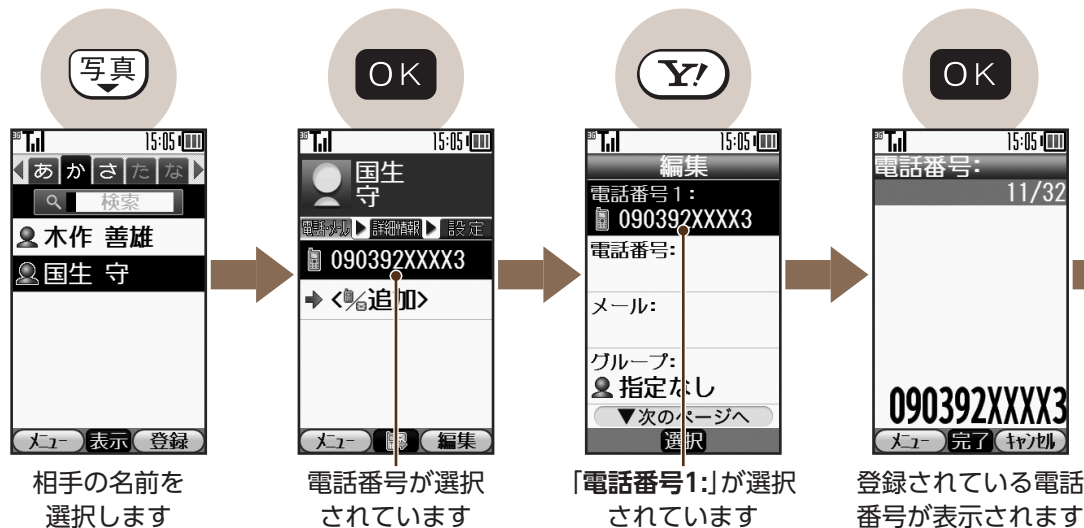 写真
3G 15:05
あ か さ た な
検索
木作 善雄
国生 守
メニュー 表示 登録
相手の名前を
選択します
OK
3G 15:05
国生
守
電話・メール 詳細情報 設定
090392XXXX3
<追加>
メニュー 編集
電話番号が選択
されています
Y!
3G 15:05
編集
電話番号1:
090392XXXX3
電話番号:
メール:
グループ:
指定なし
▼次のページへ
選択
「電話番号1:」が選択
されています
OK
3G 15:05
電話番号:
11/32
090392XXXX3
メニュー 完了 キャンセル
登録されている電話
番号が表示されます